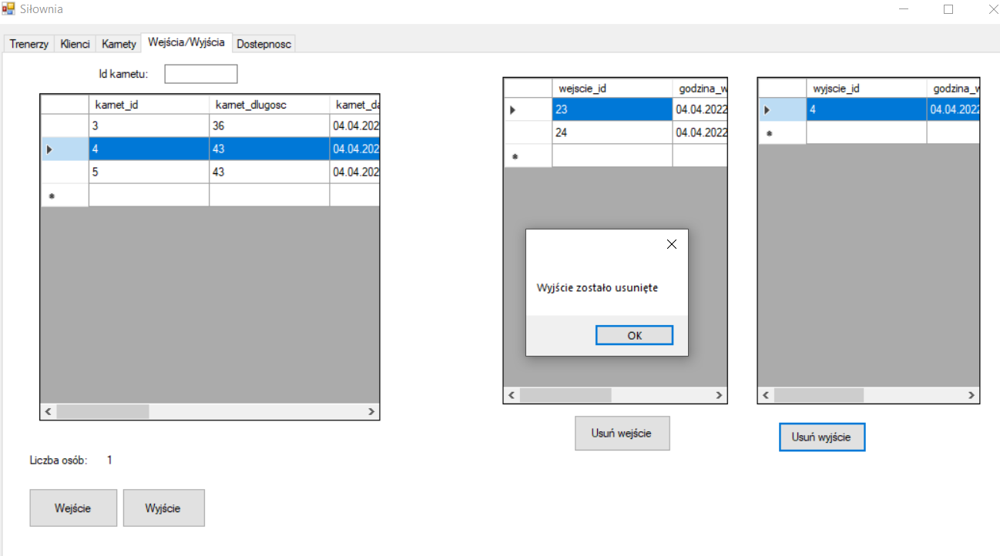 Siłownia
Trenerzy Klienci Karnety Wejścia/Wyjścia Dostepnosc
Id karnetu:
karnet_id karnet_dlugosc karnet_da
3 36 04.04.202
4 43 04.04.202
5 43 04.04.202
wejscie_id godzina_w
23 04.04.2022
24 04.04.2022
wyjscie_id godzina_w
4 04.04.2022
Wyjście zostało usunięte
OK
Usuń wejście
Usuń wyjście
Liczba osób: 1
Wejście Wyjście